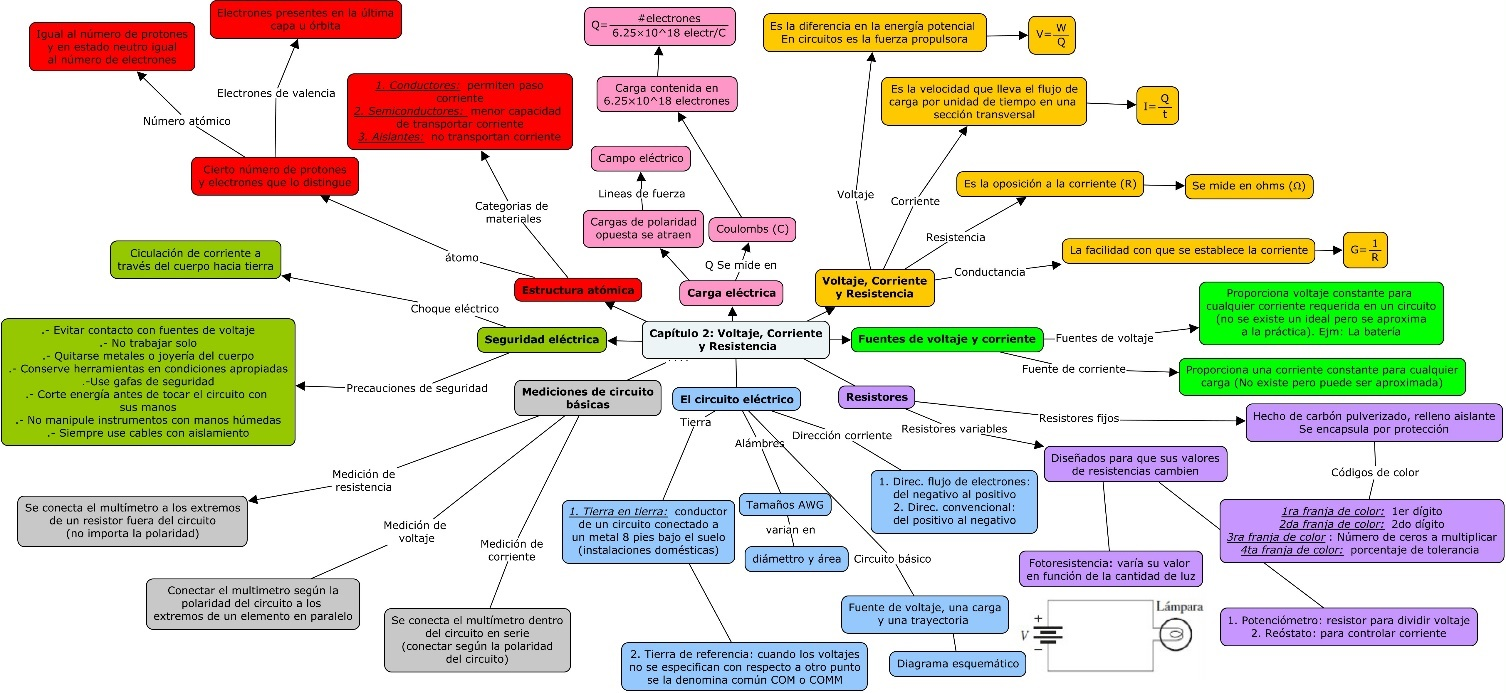 Igual al número de protones
y en estado neutro igual
al número de electrones
Electrones presentes en la última
capa u órbita
Número atómico
Electrones de valencia
Cierto número de protones
y electrones que lo distingue
1. Conductores: permiten paso
corriente
2. Semiconductores: menor capacidad
de transportar corriente
3. Aislantes: no transportan corriente
Categorias de
materiales
átomo
Estructura atómica
Q= #electrones
6.25×10^18 electr/C
Carga contenida en
6.25×10^18 electrones
Campo eléctrico
Lineas de fuerza
Cargas de polaridad
opuesta se atraen
Coulombs (C)
Q Se mide en
Carga eléctrica
Es la diferencia en la energía potencial
En circuitos es la fuerza propulsora
V= W
Q
Es la velocidad que lleva el flujo de
carga por unidad de tiempo en una
sección transversal
I= Q
t
Voltaje
Corriente
Es la oposición a la corriente (R)
Se mide en ohms (Ω)
Resistencia
La facilidad con que se establece la corriente
G= 1
R
Conductancia
Voltaje, Corriente
y Resistencia
Ciculación de corriente a
través del cuerpo hacia tierra
Choque eléctrico
Seguridad eléctrica
.- Evitar contacto con fuentes de voltaje
.- No trabajar solo
.- Quitarse metales o joyería del cuerpo
.- Conserve herramientas en condiciones apropiadas
.-Use gafas de seguridad
.- Corte energía antes de tocar el circuito con
sus manos
.- No manipule instrumentos con manos húmedas
.- Siempre use cables con aislamiento
Precauciones de seguridad
Capítulo 2: Voltaje, Corriente
y Resistencia
....
Fuentes de voltaje y corriente
Fuentes de voltaje
Proporciona voltaje constante para
cualquier corriente requerida en un circuito
(no se existe un ideal pero se aproxima
a la práctica). Ejm: La batería
Fuente de corriente
Proporciona una corriente constante para cualquier
carga (No existe pero puede ser aproximada)
Mediciones de circuito
básicas
Medición de
resistencia
Se conecta el multímetro a los extremos
de un resistor fuera del circuito
(no importa la polaridad)
Medición de
voltaje
Conectar el multimetro según la
polaridad del circuito a los
extremos de un elemento en paralelo
Medición de
corriente
Se conecta el multímetro dentro
del circuito en serie
(conectar según la polaridad
del circuito)
El circuito eléctrico
Tierra
Alámbres
Dirección corriente
1. Tierra en tierra: conductor
de un circuito conectado a
un metal 8 pies bajo el suelo
(instalaciones domésticas)
2. Tierra de referencia: cuando los voltajes
no se especifican con respecto a otro punto
se la denomina común COM o COMM
Tamaños AWG
varian en
diámettro y área
1. Direc. flujo de electrones:
del negativo al positivo
2. Direc. convencional:
del positivo al negativo
Circuito básico
Fuente de voltaje, una carga
y una trayectoria
Diagrama esquemático
V
+
−
Lámpara
Resistores
Resistores variables
Resistores fijos
Hecho de carbón pulverizado, relleno aislante
Se encapsula por protección
Diseñados para que sus valores
de resistencias cambien
Códigos de color
1ra franja de color: 1er dígito
2da franja de color: 2do dígito
3ra franja de color : Número de ceros a multiplicar
4ta franja de color: porcentaje de tolerancia
Fotoresistencia: varía su valor
en función de la cantidad de luz
1. Potenciómetro: resistor para dividir voltaje
2. Reóstato: para controlar corriente